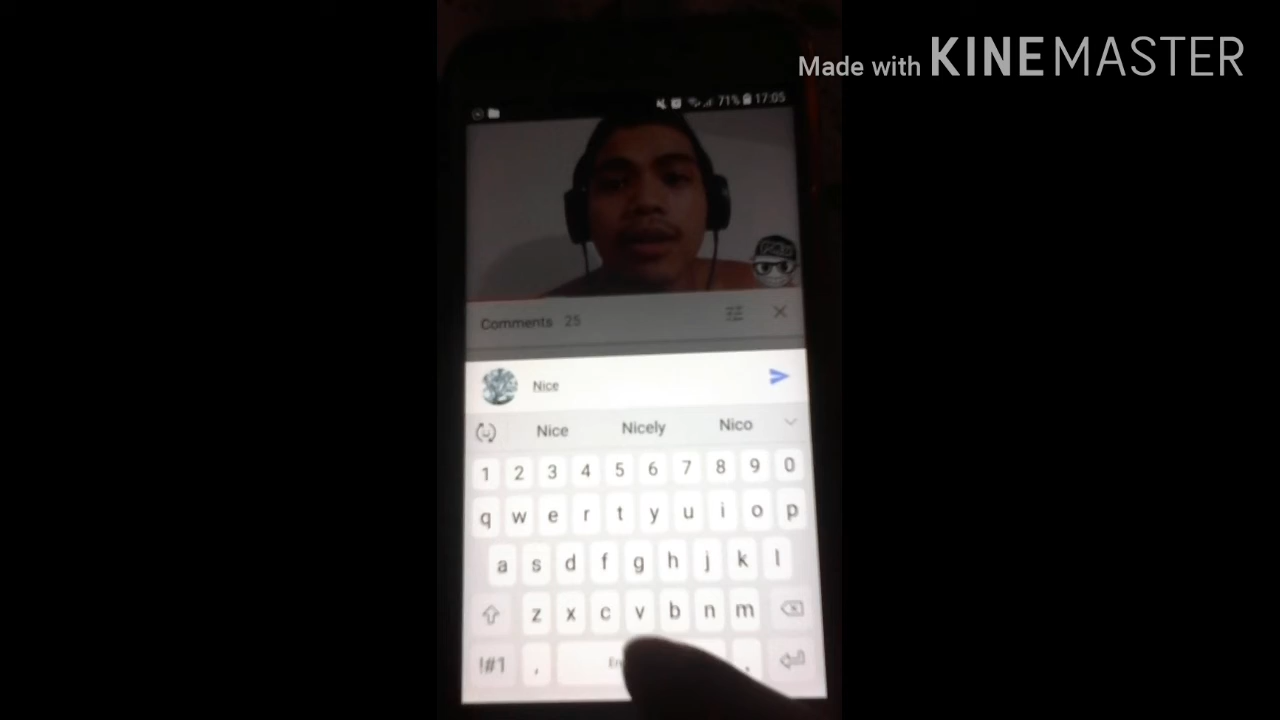 Made with KINEMASTER
71% 17:05
Comments 25
Nice
Nice Nicely Nico
1 2 3 4 5 6 7 8 9 0
q w e r t y u i o p
a s d f g h j k l
z x c v b n m
!#1 , .